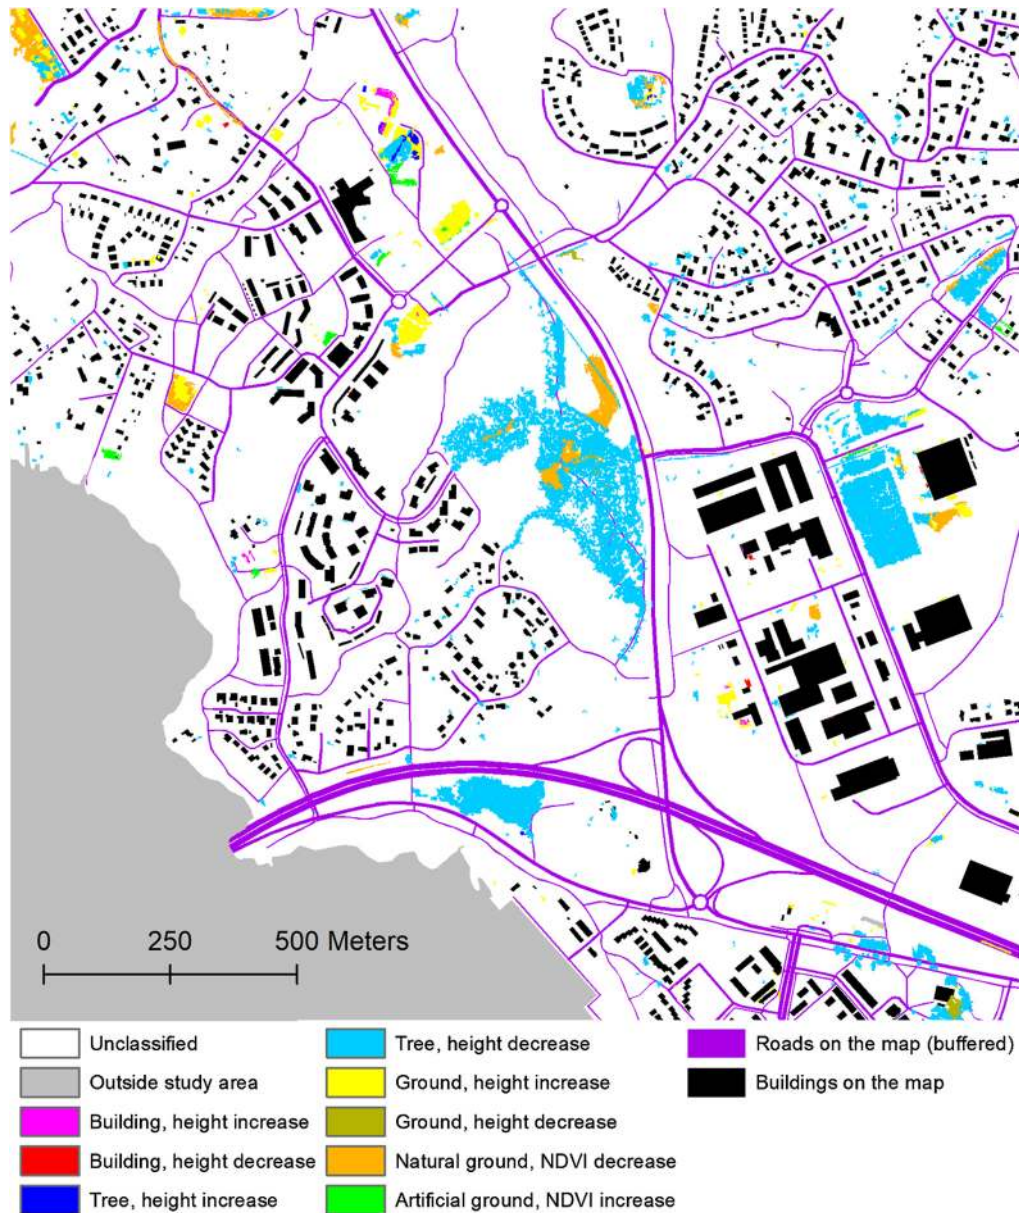 0 250 500 Meters
Unclassified
Outside study area
Building, height increase
Building, height decrease
Tree, height increase
Tree, height decrease
Ground, height increase
Ground, height decrease
Natural ground, NDVI decrease
Artificial ground, NDVI increase
Roads on the map (buffered)
Buildings on the map